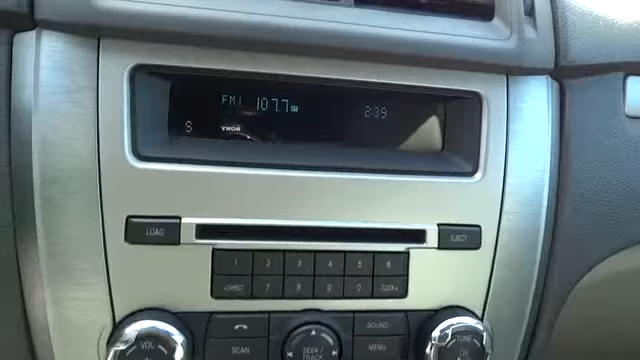 FM1 107.7 2:39
S
SONY
LOAD
EJECT
1 2 3 4 5 6
7 8 9 0 CLOCK
VOL
SCAN
SEEK
TRACK
SOUND
MENU
TUNE